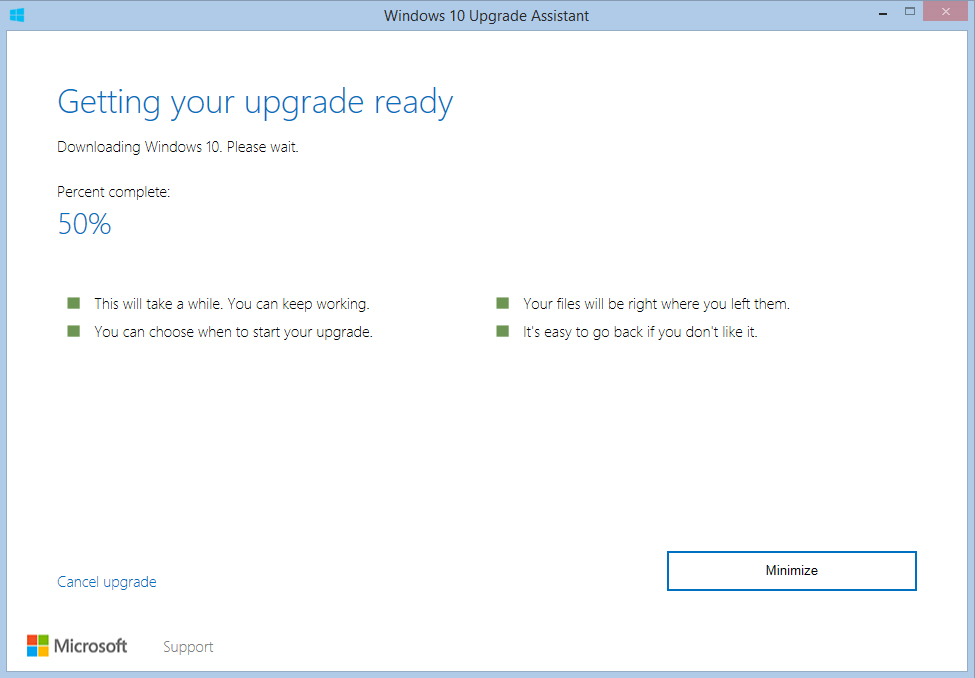 Windows 10 Upgrade Assistant
Getting your upgrade ready
Downloading Windows 10. Please wait.
Percent complete:
50%
This will take a while. You can keep working.
You can choose when to start your upgrade.
Your files will be right where you left them.
It's easy to go back if you don't like it.
Cancel upgrade
Minimize
Microsoft
Support